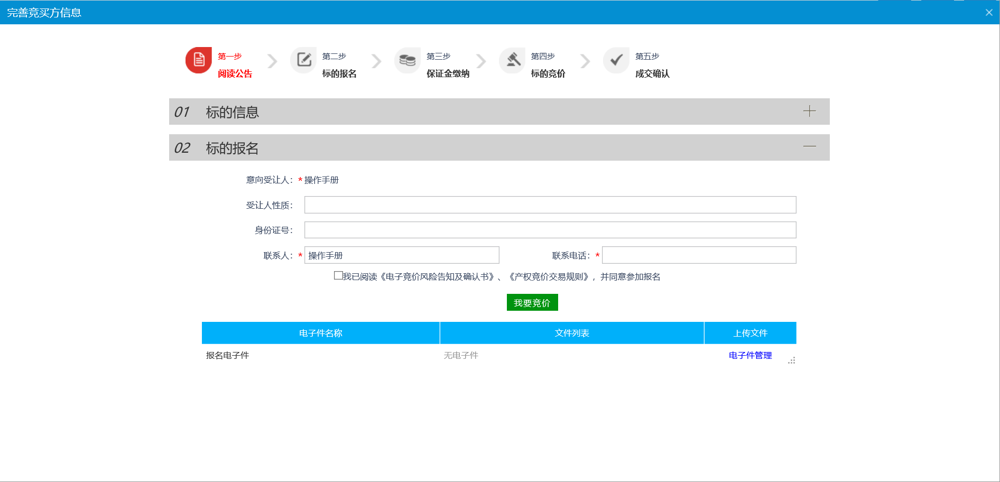 完善竞买方信息
第一步
阅读公告
第二步
标的报名
第三步
保证金缴纳
第四步
标的竞价
第五步
成交确认
01 标的信息
02 标的报名
意向受让人：* 操作手册
受让人性质：
身份证号：
联系人：* 操作手册 联系电话：*
我已阅读《电子竞价风险告知及确认书》、《产权竞价交易规则》，并同意参加报名
我要竞价
电子件名称 文件列表 上传文件
报名电子件 无电子件 电子件管理